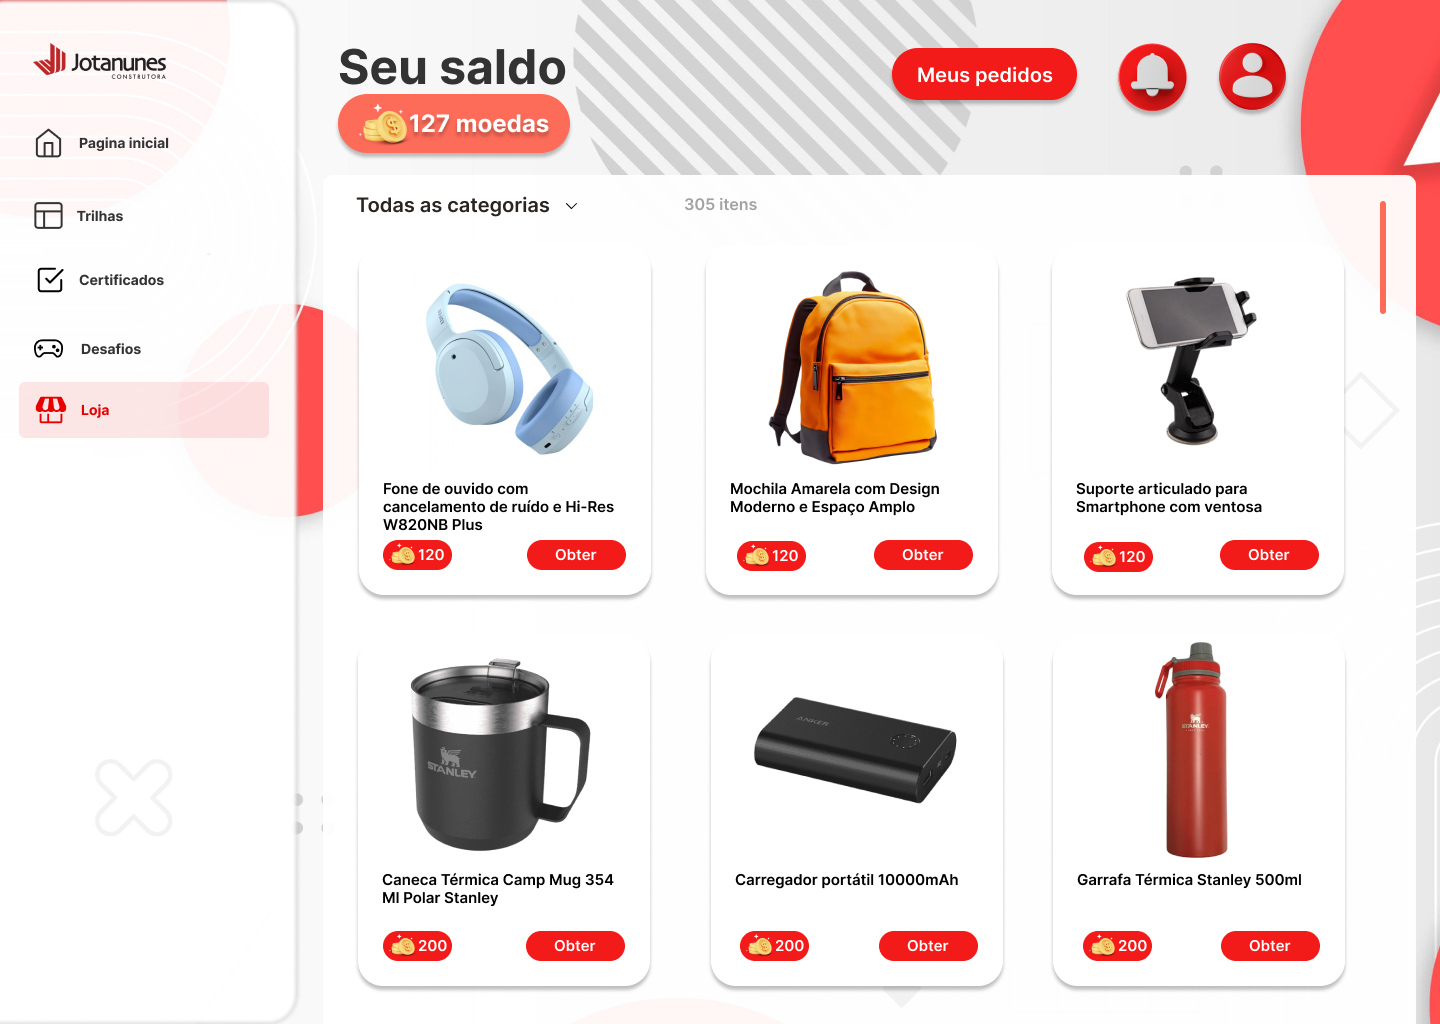 Jotanunes
CONSTRUTORA
Pagina inicial
Trilhas
Certificados
Desafios
Loja
Seu saldo
127 moedas
Meus pedidos
Todas as categorias
305 itens
Fone de ouvido com
cancelamento de ruído e Hi-Res
W820NB Plus
120
Obter
Mochila Amarela com Design
Moderno e Espaço Amplo
120
Obter
Suporte articulado para
Smartphone com ventosa
120
Obter
STANLEY
Caneca Térmica Camp Mug 354
Ml Polar Stanley
200
Obter
ANKER
Carregador portátil 10000mAh
200
Obter
STANLEY
Garrafa Térmica Stanley 500ml
200
Obter